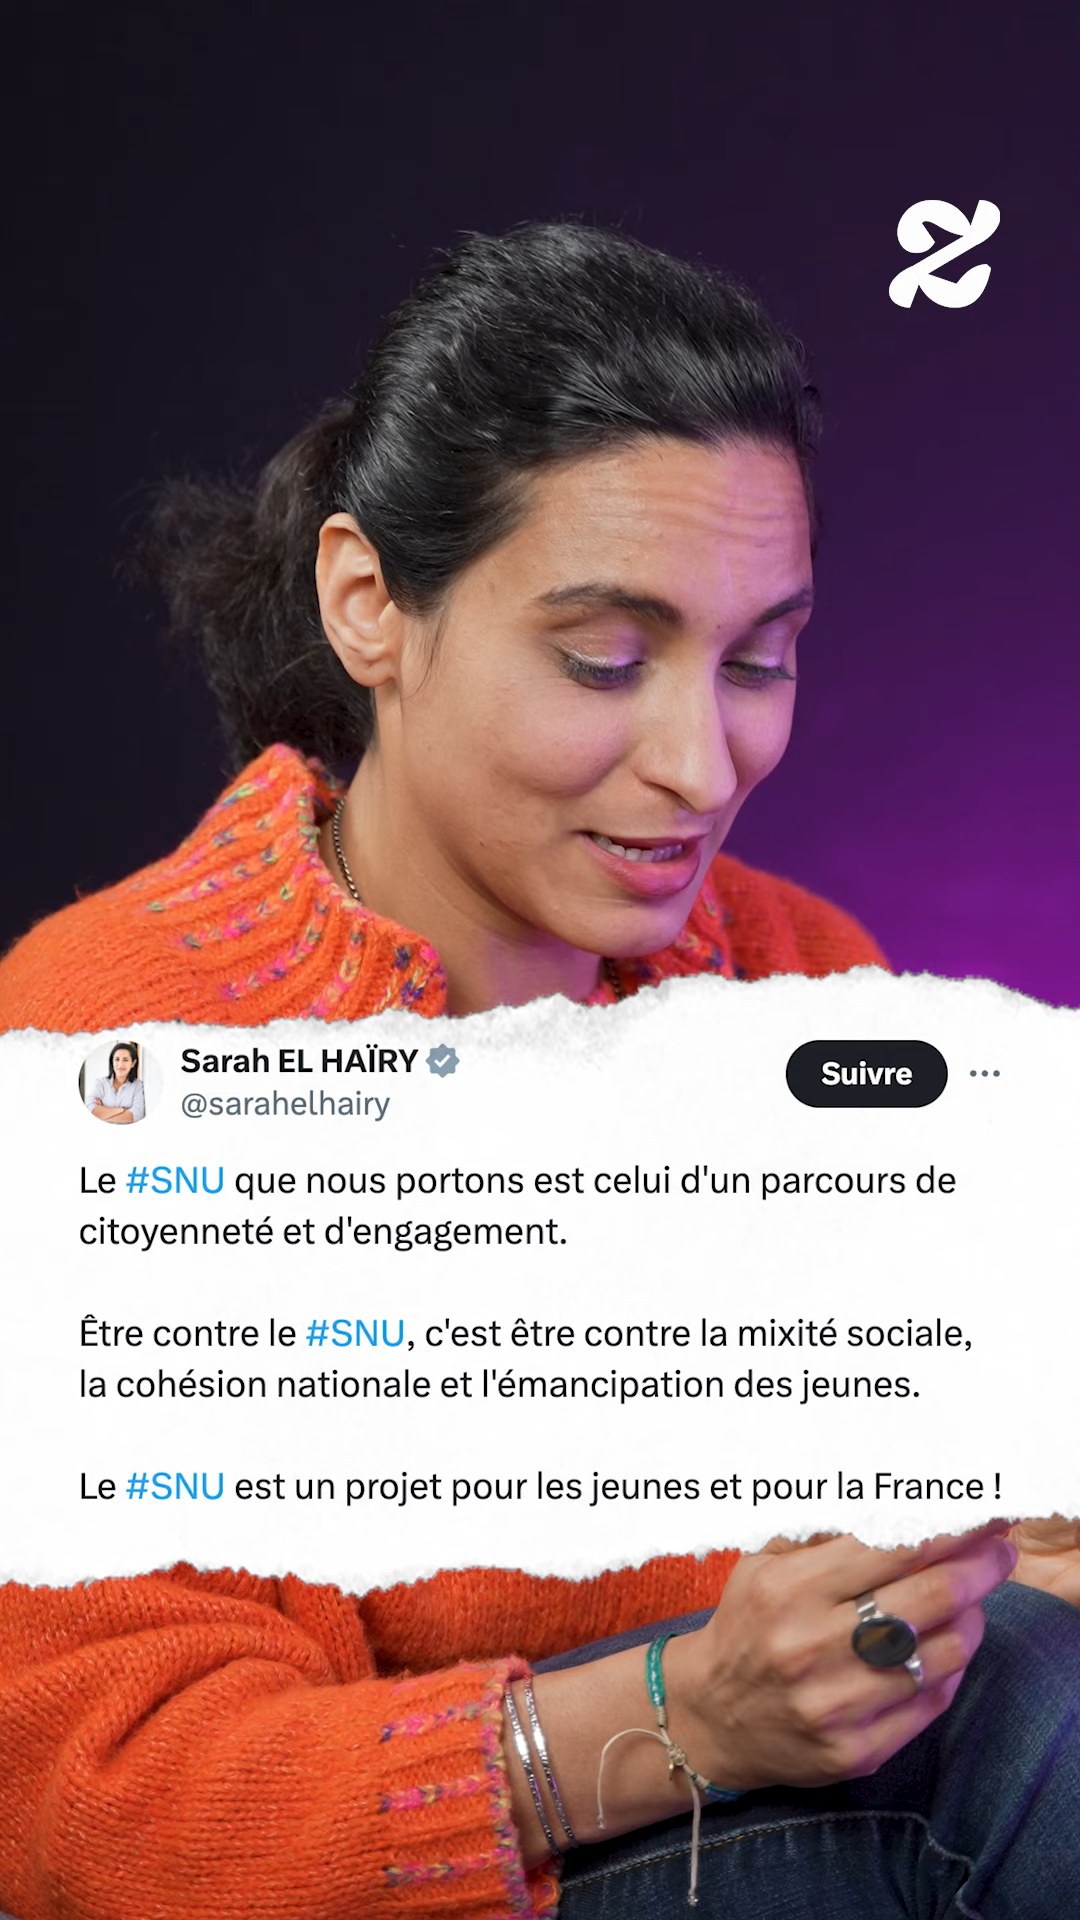 Sarah EL HAÏRY
@sarahelhairy
Suivre
Le #SNU que nous portons est celui d'un parcours de
citoyenneté et d'engagement.
Être contre le #SNU, c'est être contre la mixité sociale,
la cohésion nationale et l'émancipation des jeunes.
Le #SNU est un projet pour les jeunes et pour la France !